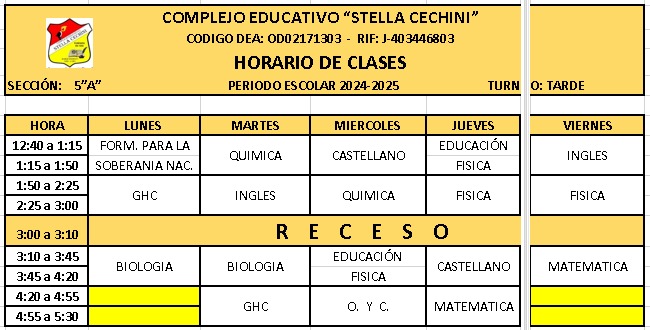 STELLA CECHINI
COMPLEJO EDUCATIVO “STELLA CECHINI”
CODIGO DEA: OD02171303 - RIF: J-403446803
HORARIO DE CLASES
SECCIÓN: 5”A” PERIODO ESCOLAR 2024-2025 TURNO: TARDE
HORA LUNES MARTES MIERCOLES JUEVES VIERNES
12:40 a 1:15 FORM. PARA LA QUIMICA CASTELLANO EDUCACIÓN INGLES
1:15 a 1:50 SOBERANIA NAC. FISICA
1:50 a 2:25 GHC INGLES QUIMICA FISICA FISICA
2:25 a 3:00
3:00 a 3:10 R E C E S O
3:10 a 3:45 BIOLOGIA BIOLOGIA EDUCACIÓN CASTELLANO MATEMATICA
3:45 a 4:20 FISICA
4:20 a 4:55 GHC O. Y C. MATEMATICA
4:55 a 5:30